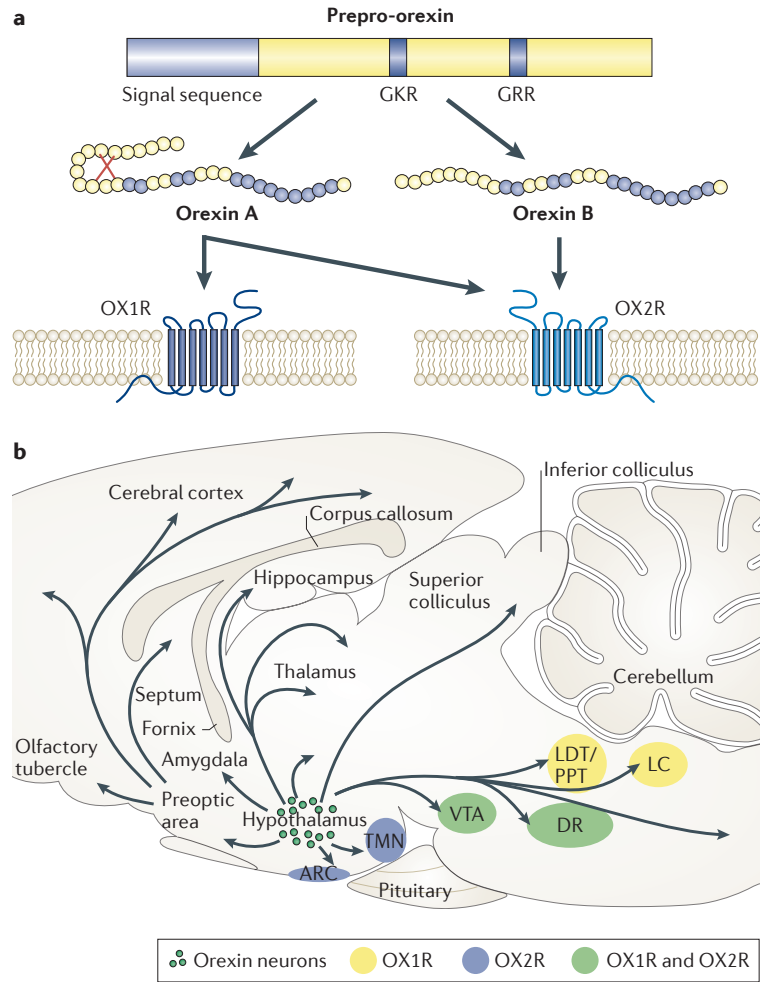 a
Prepro-orexin
Signal sequence
GKR
GRR
Orexin A
Orexin B
OX1R
OX2R
b
Inferior colliculus
Cerebral cortex
Corpus callosum
Hippocampus
Superior
colliculus
Thalamus
Cerebellum
Septum
Fornix
Olfactory
tubercle
Amygdala
LDT/
PPT
LC
Preoptic
area
Hypothalamus
VTA
DR
TMN
ARC
Pituitary
Orexin neurons
OX1R
OX2R
OX1R and OX2R